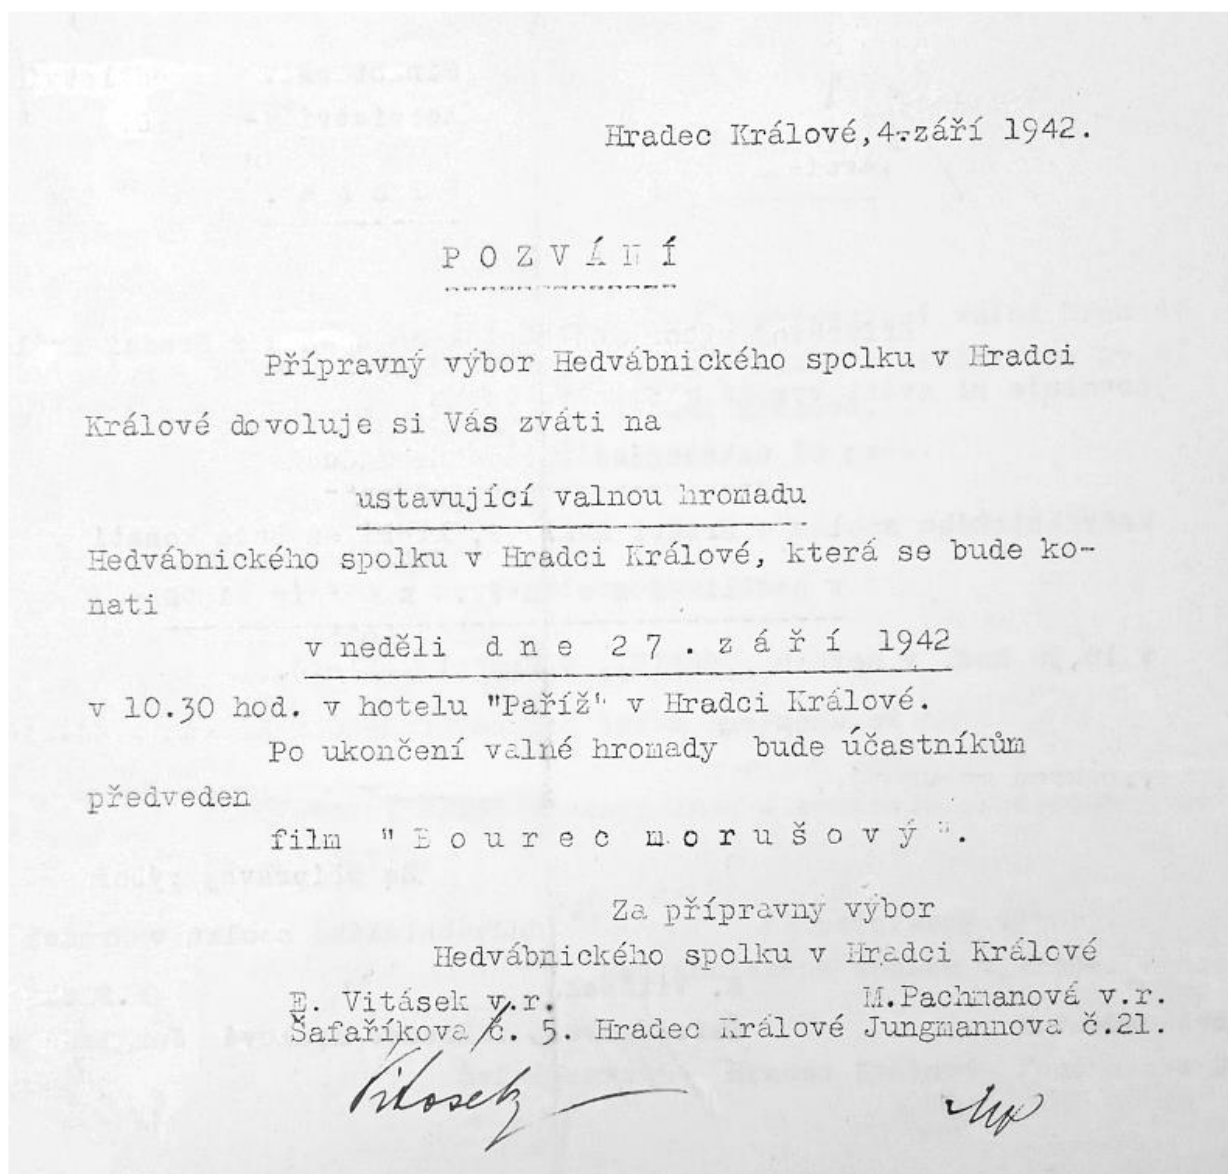 Hradec Králové,4.září 1942.
P O Z V Á N Í
Přípravný výbor Hedvábnického spolku v Hradci
Králové dovoluje si Vás zváti na
ustavující valnou hromadu
Hedvábnického spolku v Hradci Králové, která se bude ko-
nati
v neděli d n e 2 7 . z á ř í 1942
v 10.30 hod. v hotelu "Paříž" v Hradci Králové.
Po ukončení valné hromady bude účastníkům
předveden
film " B o u r e c m o r u š o v ý ".
Za přípravný výbor
Hedvábnického spolku v Hradci Králové
E. Vitásek v.r. M.Pachmanová v.r.
Šafaříkova č. 5. Hradec Králové Jungmannova č.21.
Vitásek